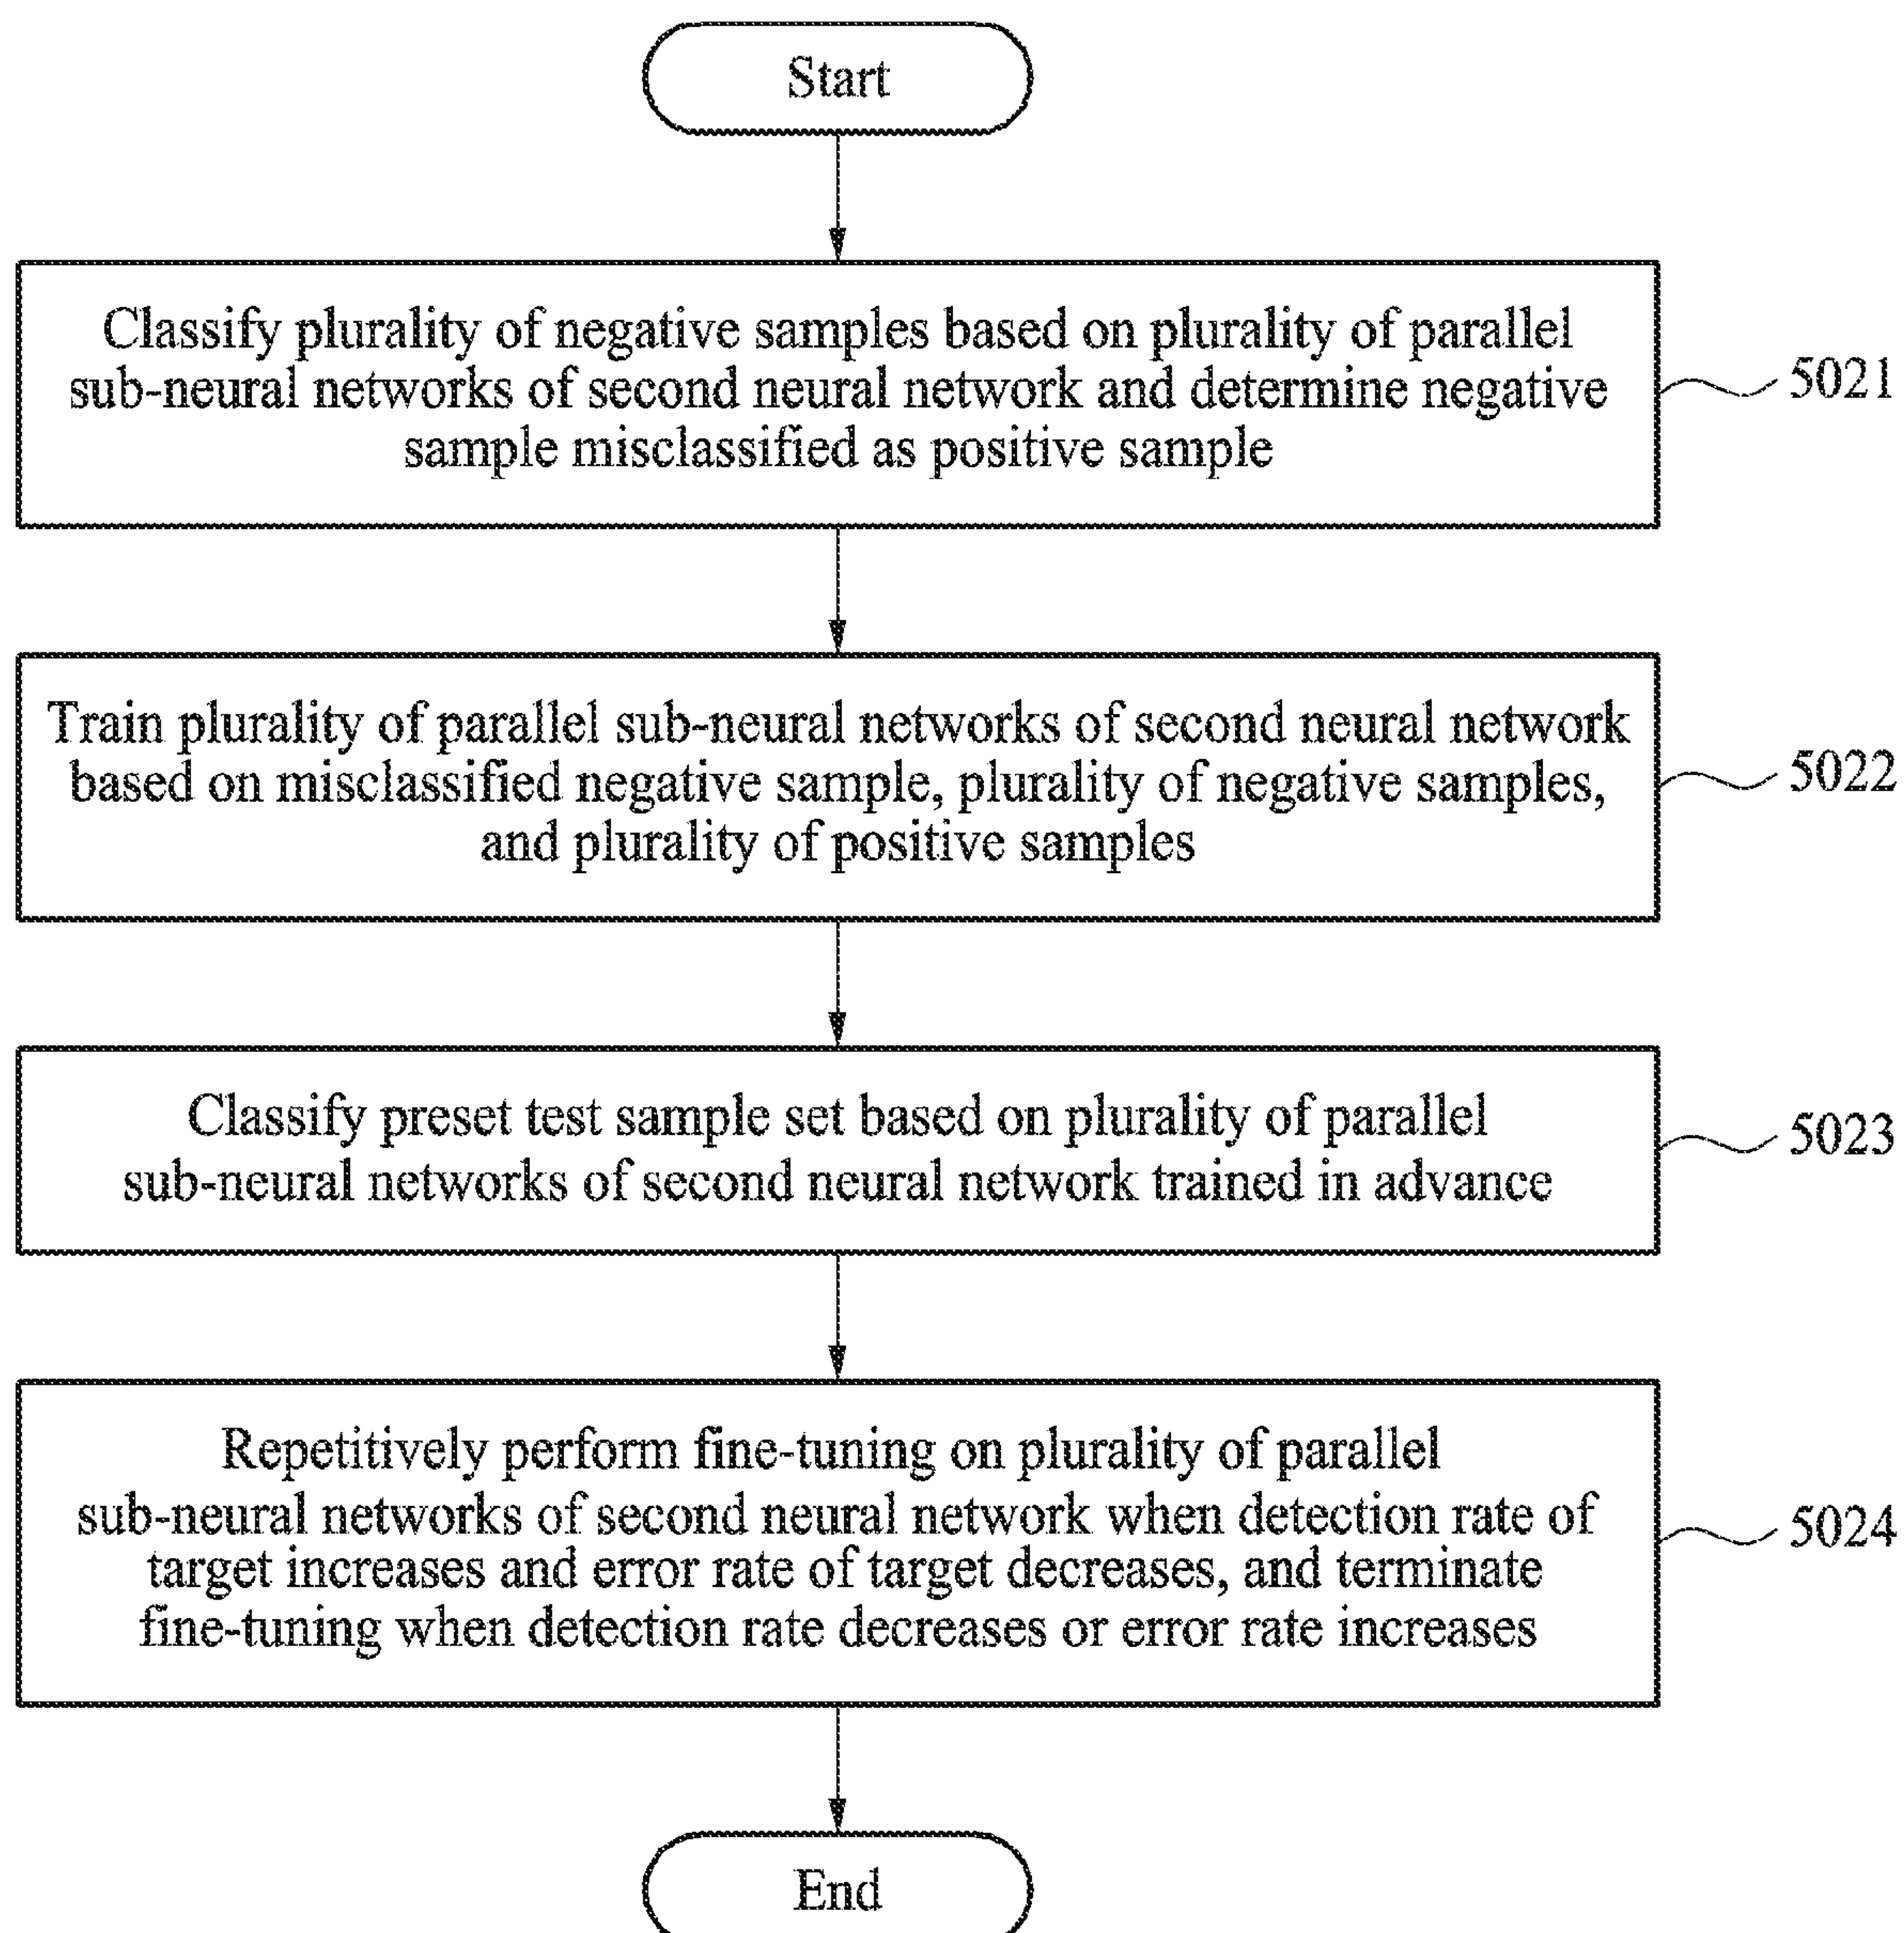 Start
Classify plurality of negative samples based on plurality of parallel
sub-neural networks of second neural network and determine negative
sample misclassified as positive sample
5021
Train plurality of parallel sub-neural networks of second neural network
based on misclassified negative sample, plurality of negative samples,
and plurality of positive samples
5022
Classify preset test sample set based on plurality of parallel
sub-neural networks of second neural network trained in advance
5023
Repetitively perform fine-tuning on plurality of parallel
sub-neural networks of second neural network when detection rate of
target increases and error rate of target decreases, and terminate
fine-tuning when detection rate decreases or error rate increases
5024
End